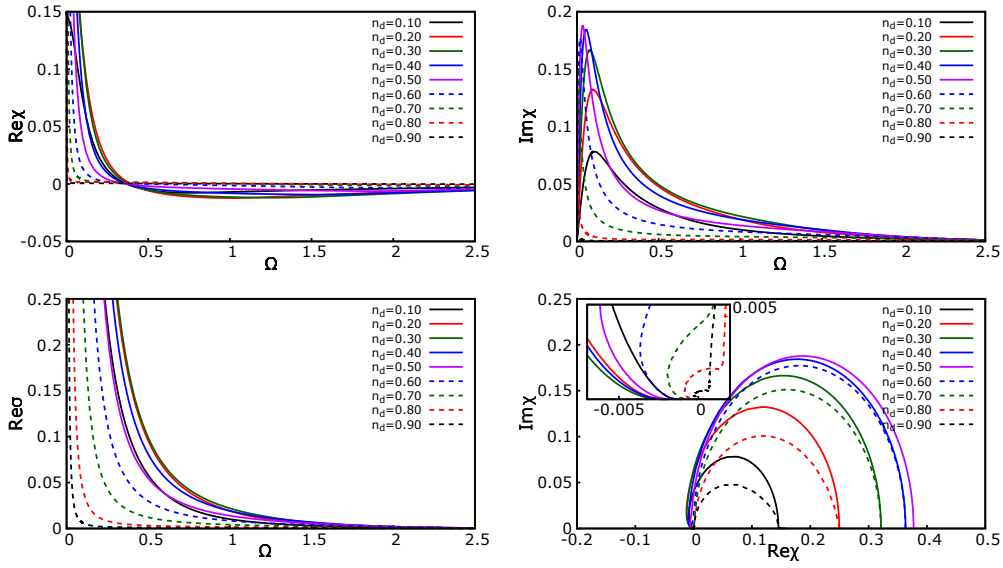 0.15
0.1
0.05
0
-0.05
0
0.5
1
1.5
2
2.5
Reχ
Ω
n_d=0.10
n_d=0.20
n_d=0.30
n_d=0.40
n_d=0.50
n_d=0.60
n_d=0.70
n_d=0.80
n_d=0.90
0.2
0.15
0.1
0.05
0
0
0.5
1
1.5
2
2.5
Imχ
Ω
n_d=0.10
n_d=0.20
n_d=0.30
n_d=0.40
n_d=0.50
n_d=0.60
n_d=0.70
n_d=0.80
n_d=0.90
0.25
0.2
0.15
0.1
0.05
0
0
0.5
1
1.5
2
2.5
Reσ
Ω
n_d=0.10
n_d=0.20
n_d=0.30
n_d=0.40
n_d=0.50
n_d=0.60
n_d=0.70
n_d=0.80
n_d=0.90
0.25
0.2
0.15
0.1
0.05
0
-0.2
-0.1
0
0.1
0.2
0.3
0.4
0.5
Imχ
Reχ
0.005
-0.005
0
n_d=0.10
n_d=0.20
n_d=0.30
n_d=0.40
n_d=0.50
n_d=0.60
n_d=0.70
n_d=0.80
n_d=0.90